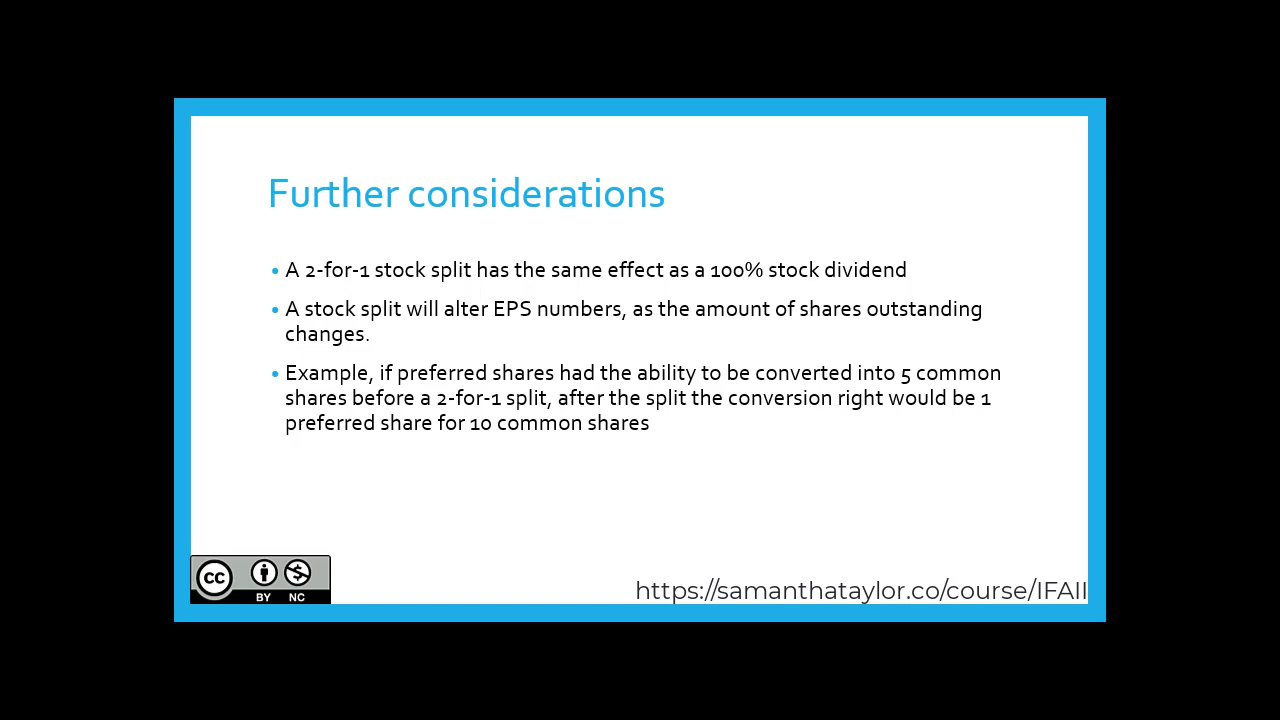 Further considerations
• A 2-for-1 stock split has the same effect as a 100% stock dividend
• A stock split will alter EPS numbers, as the amount of shares outstanding
changes.
• Example, if preferred shares had the ability to be converted into 5 common
shares before a 2-for-1 split, after the split the conversion right would be 1
preferred share for 10 common shares
cc
BY NC
https://samanthataylor.co/course/IFAII